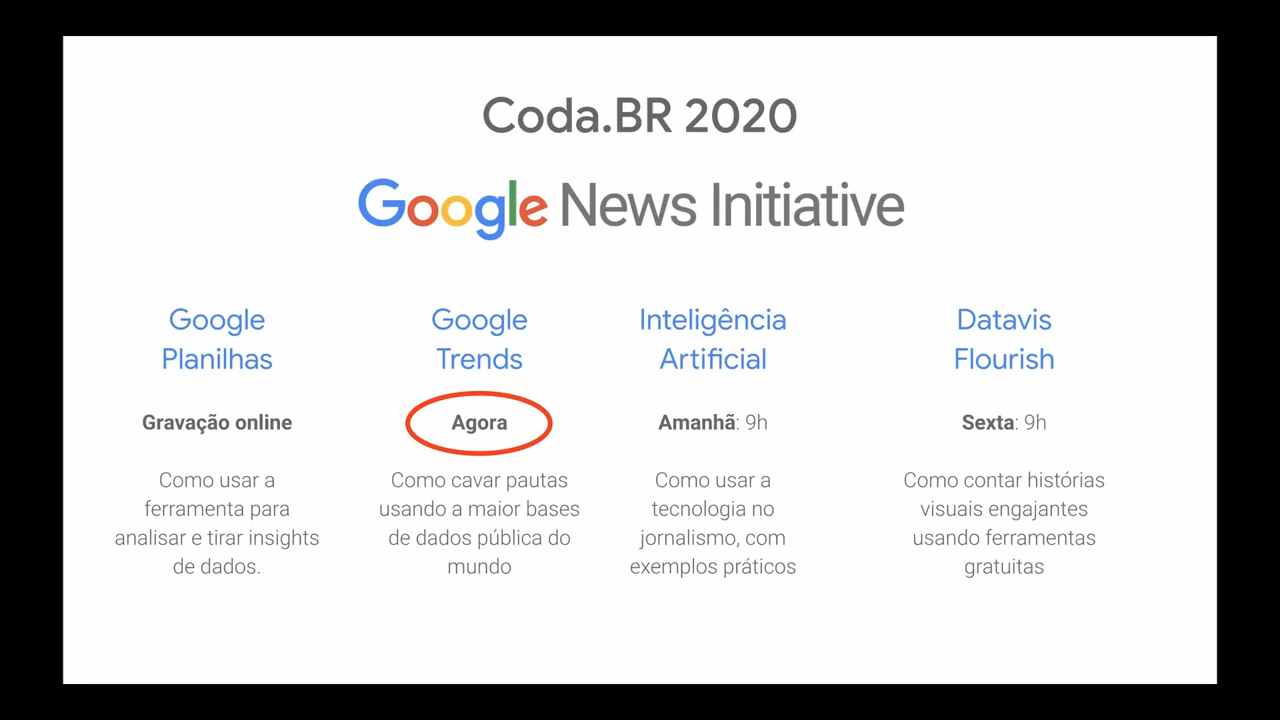 Coda.BR 2020
Google News Initiative
Google
Planilhas
Gravação online
Como usar a
ferramenta para
analisar e tirar insights
de dados.
Google
Trends
Agora
Como cavar pautas
usando a maior bases
de dados pública do
mundo
Inteligência
Artificial
Amanhã: 9h
Como usar a
tecnologia no
jornalismo, com
exemplos práticos
Datavis
Flourish
Sexta: 9h
Como contar histórias
visuais engajantes
usando ferramentas
gratuitas